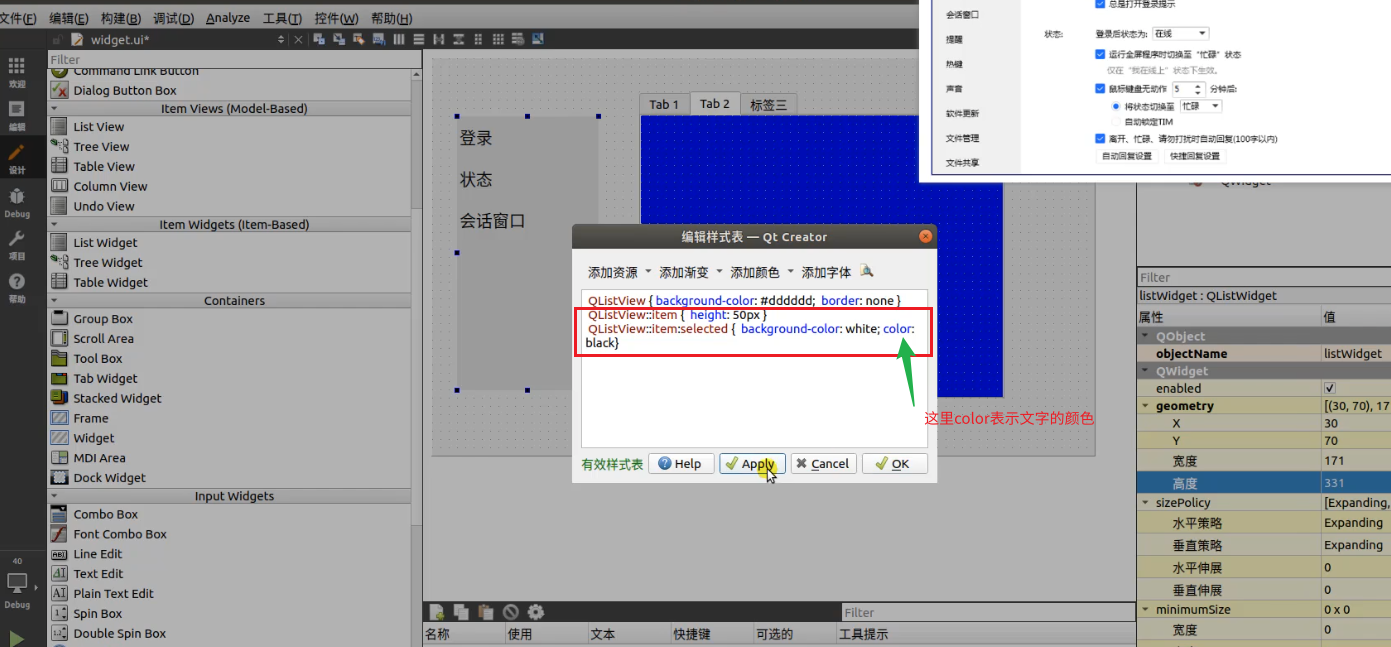 文件(F) 编辑(E) 构建(B) 调试(D) Analyze 工具(T) 控件(W) 帮助(H)
widget.ui*
欢迎
编辑
设计
Debug
项目
帮助
40
Debug
Filter
Command Link Button
Dialog Button Box
Item Views (Model-Based)
List View
Tree View
Table View
Column View
Undo View
Item Widgets (Item-Based)
List Widget
Tree Widget
Table Widget
Containers
Group Box
Scroll Area
Tool Box
Tab Widget
Stacked Widget
Frame
Widget
MDI Area
Dock Widget
Input Widgets
Combo Box
Font Combo Box
Line Edit
Text Edit
Plain Text Edit
Spin Box
Double Spin Box
登录
状态
会话窗口
Tab 1 Tab 2 标签三
编辑样式表 — Qt Creator
添加资源 添加渐变 添加颜色 添加字体
QListView { background-color: #dddddd; border: none }
QListView::item { height: 50px }
QListView::item:selected { background-color: white; color:
black}
有效样式表 Help Apply Cancel OK
这里color表示文字的颜色
会话窗口
提醒
热键
声音
软件更新
文件管理
文件共享
总是打开登录提示
状态: 登录后状态为: 在线
运行全屏程序时切换至 "忙碌" 状态
仅在 "我在线上" 状态下生效。
鼠标键盘无动作 5 分钟后:
将状态切换至 忙碌
自动锁定TIM
离开、忙碌、请勿打扰时自动回复(100字以内)
自动回复设置 快捷回复设置
QWidget
Filter
listWidget : QListWidget
属性 值
QObject
objectName listWidget
QWidget
enabled
geometry [(30, 70), 17
X 30
Y 70
宽度 171
高度 331
sizePolicy [Expanding,
水平策略 Expanding
垂直策略 Expanding
水平伸展 0
垂直伸展 0
minimumSize 0 x 0
宽度 0
Filter
名称 使用 文本 快捷键 可选的 工具提示